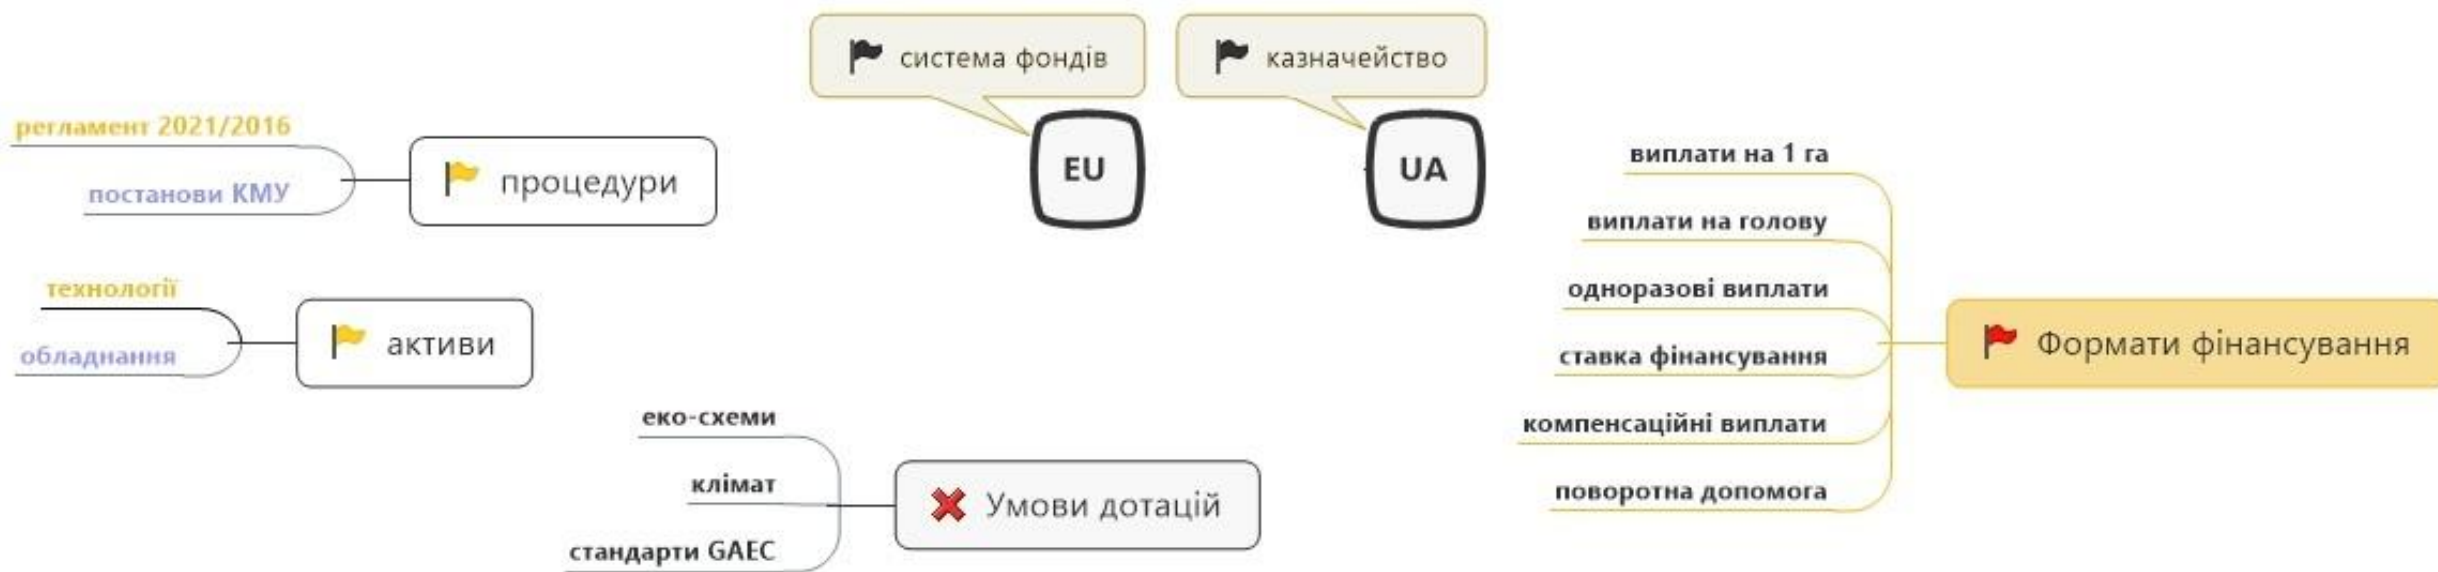 система фондів
казначейство
EU
UA
регламент 2021/2016
постанови КМУ
процедури
технології
обладнання
активи
еко-схеми
клімат
стандарти GAEC
Умови дотацій
виплати на 1 га
виплати на голову
одноразові виплати
ставка фінансування
компенсаційні виплати
поворотна допомога
Формати фінансування